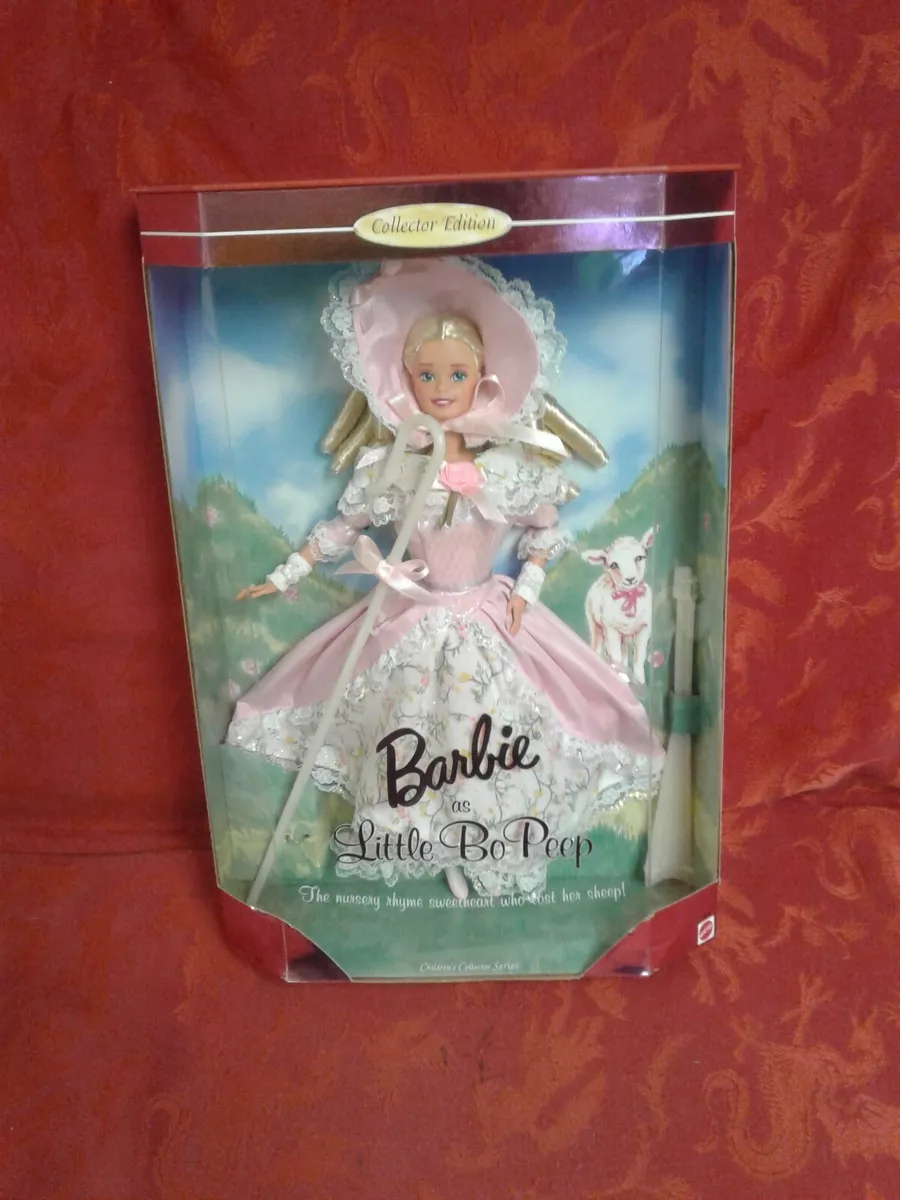 Collector Edition
Barbie
as
Little Bo Peep
The nursery rhyme sweetheart who lost her sheep!
Children's Collector Series